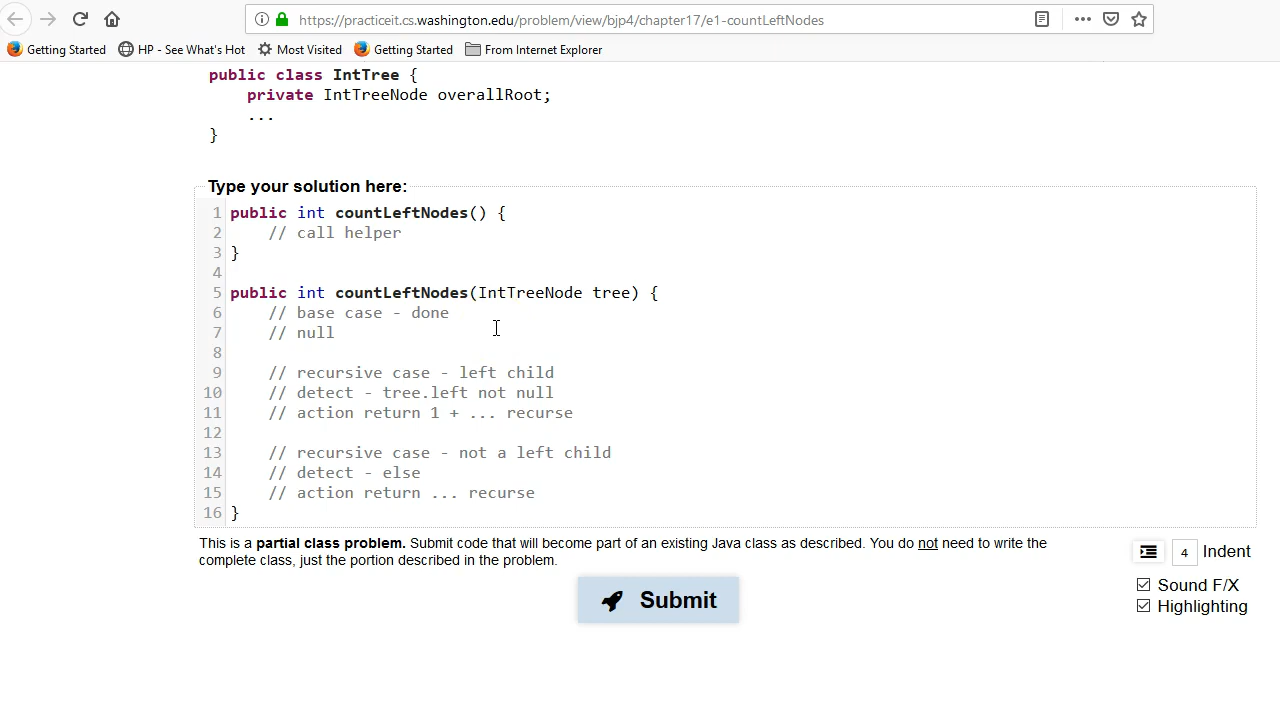 https://practiceit.cs.washington.edu/problem/view/bjp4/chapter17/e1-countLeftNodes
Getting Started HP - See What's Hot Most Visited Getting Started From Internet Explorer
public class IntTree {
private IntTreeNode overallRoot;
...
}
Type your solution here:
1 public int countLeftNodes() {
2 // call helper
3 }
4
5 public int countLeftNodes(IntTreeNode tree) {
6 // base case - done
7 // null
8
9 // recursive case - left child
10 // detect - tree.left not null
11 // action return 1 + ... recurse
12
13 // recursive case - not a left child
14 // detect - else
15 // action return ... recurse
16 }
This is a partial class problem. Submit code that will become part of an existing Java class as described. You do not need to write the
complete class, just the portion described in the problem.
4 Indent
Sound F/X
Highlighting
Submit